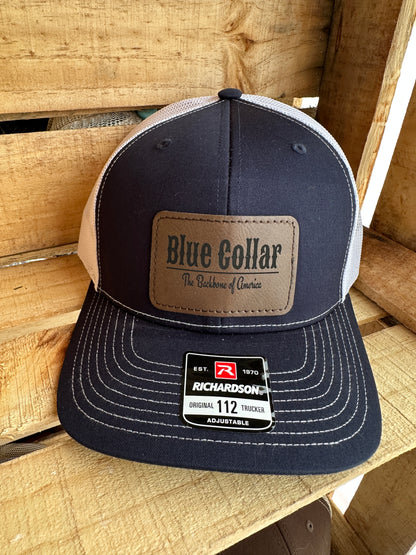 Blue Collar
The Backbone of America
EST. R 1970
RICHARDSON
ORIGINAL 112 TRUCKER
ADJUSTABLE